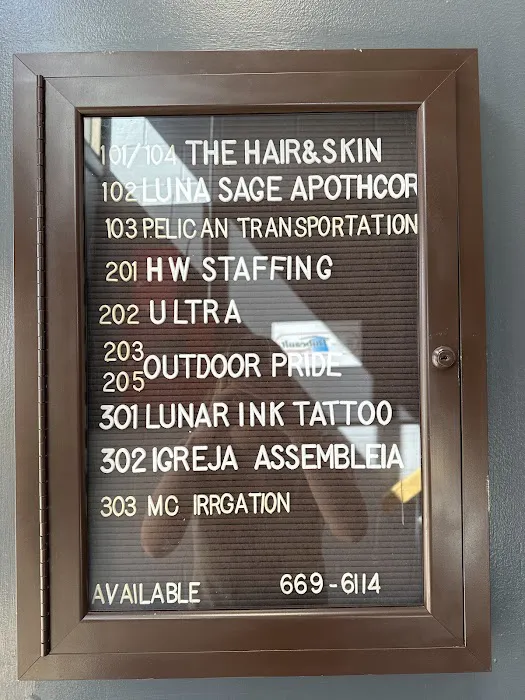 101/104 THE HAIR&SKIN
102 LUNA SAGE APOTHCOR
103 PELICAN TRANSPORTATION
201 HW STAFFING
202 ULTRA
203
205 OUTDOOR PRIDE
301 LUNAR INK TATTOO
302 IGREJA ASSEMBLEIA
303 MC IRRGATION
AVAILABLE 669-6114